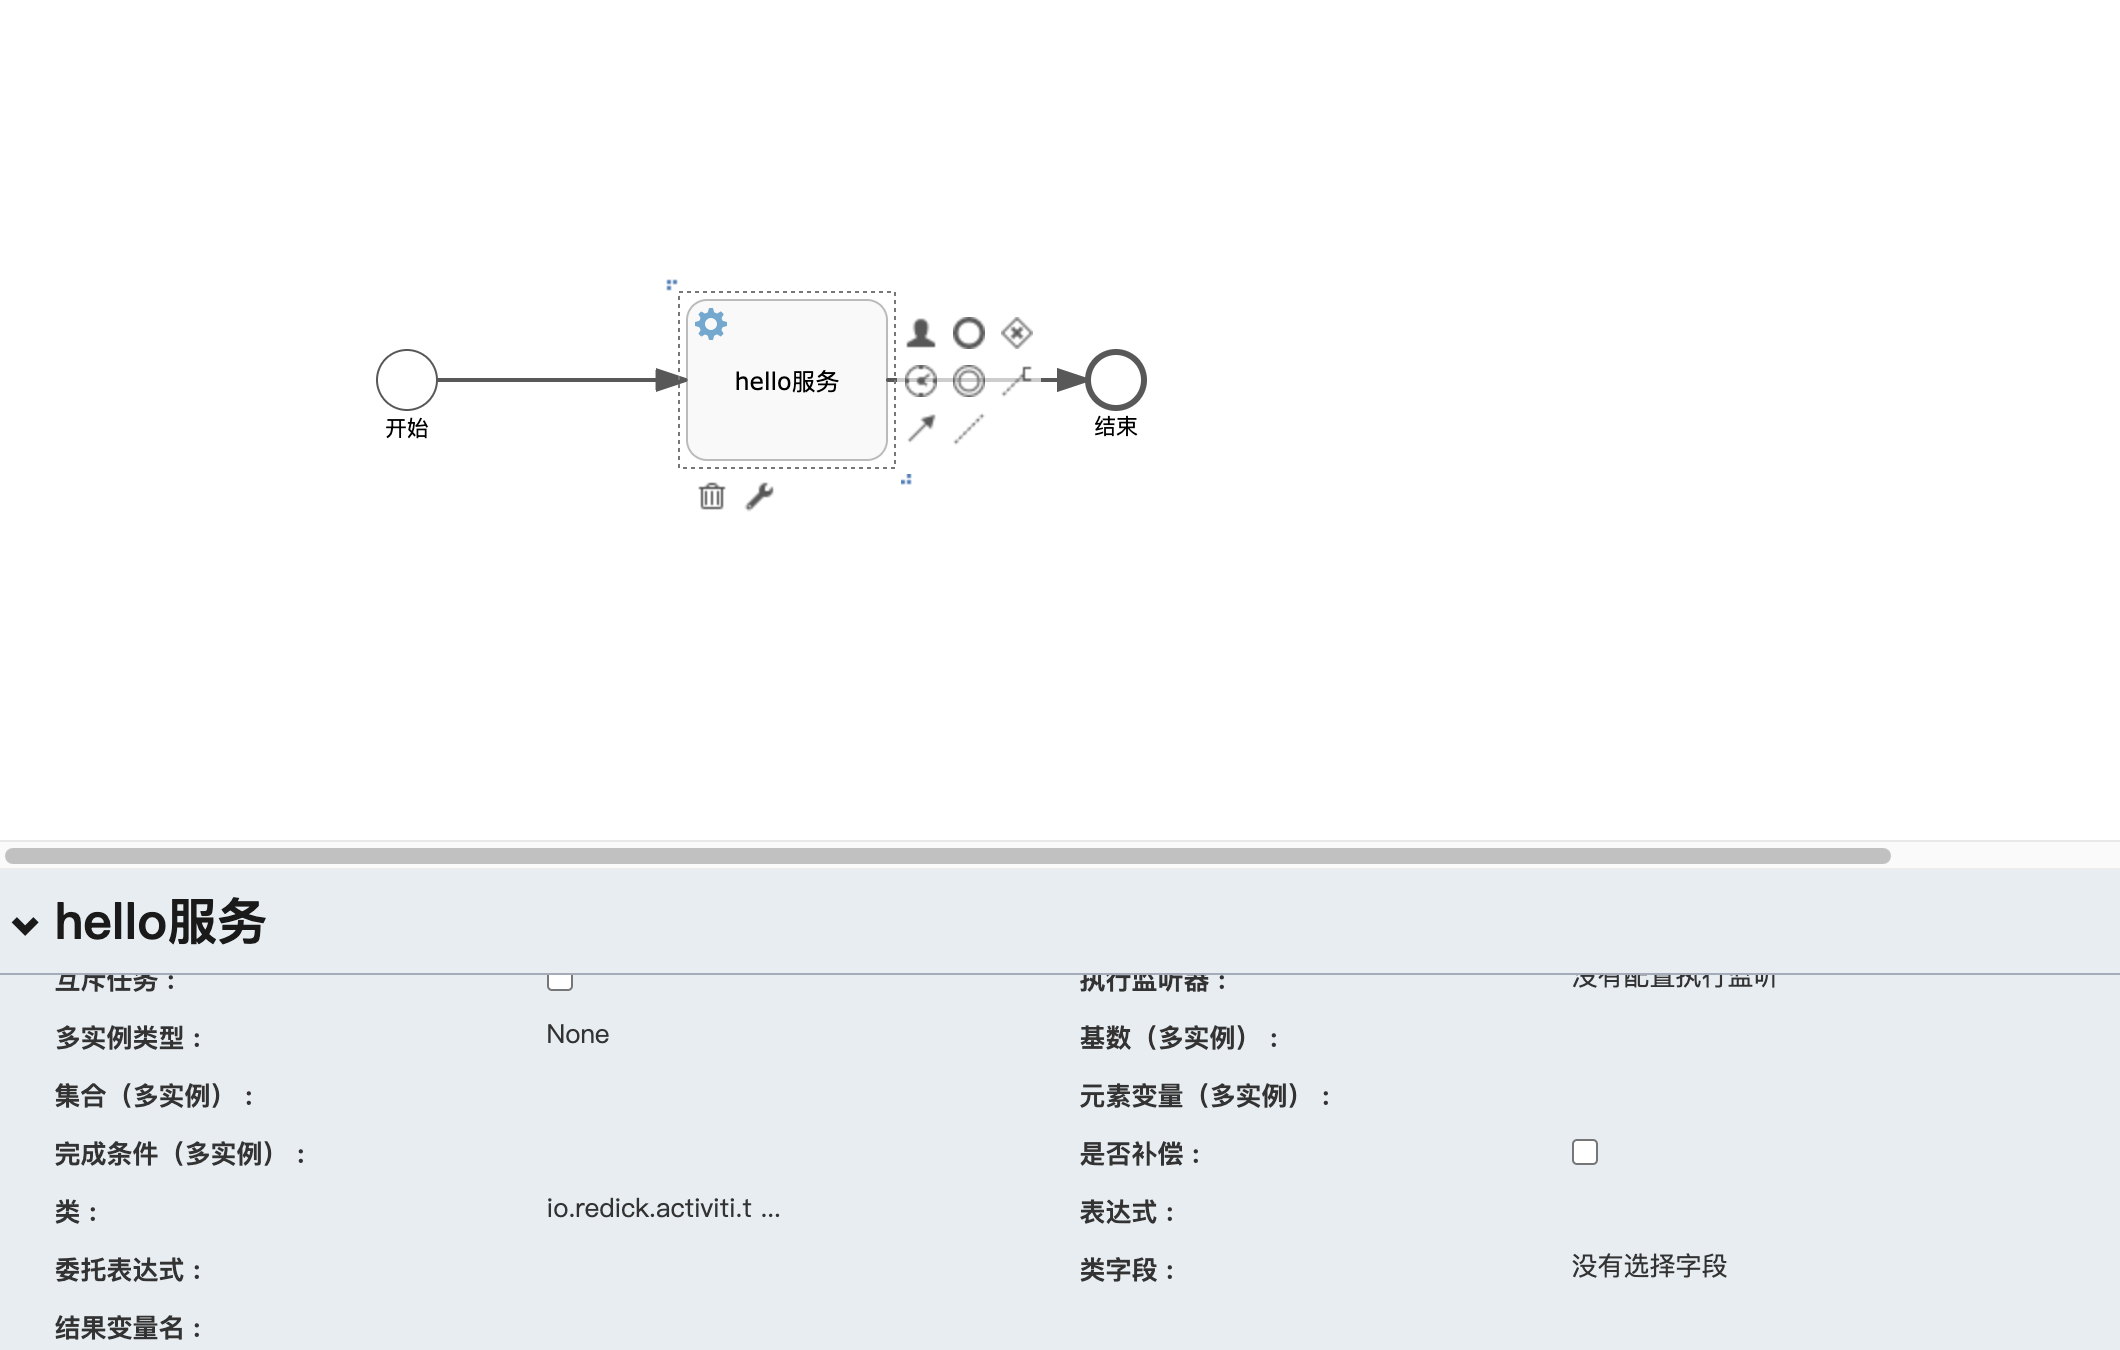 hello服务
开始
结束
hello服务
互斥任务：
执行监听器：
没有配置执行监听
多实例类型：
None
基数（多实例）：
集合（多实例）：
元素变量（多实例）：
完成条件（多实例）：
是否补偿：
类：
io.redick.activiti.t ...
表达式：
委托表达式：
类字段：
没有选择字段
结果变量名：